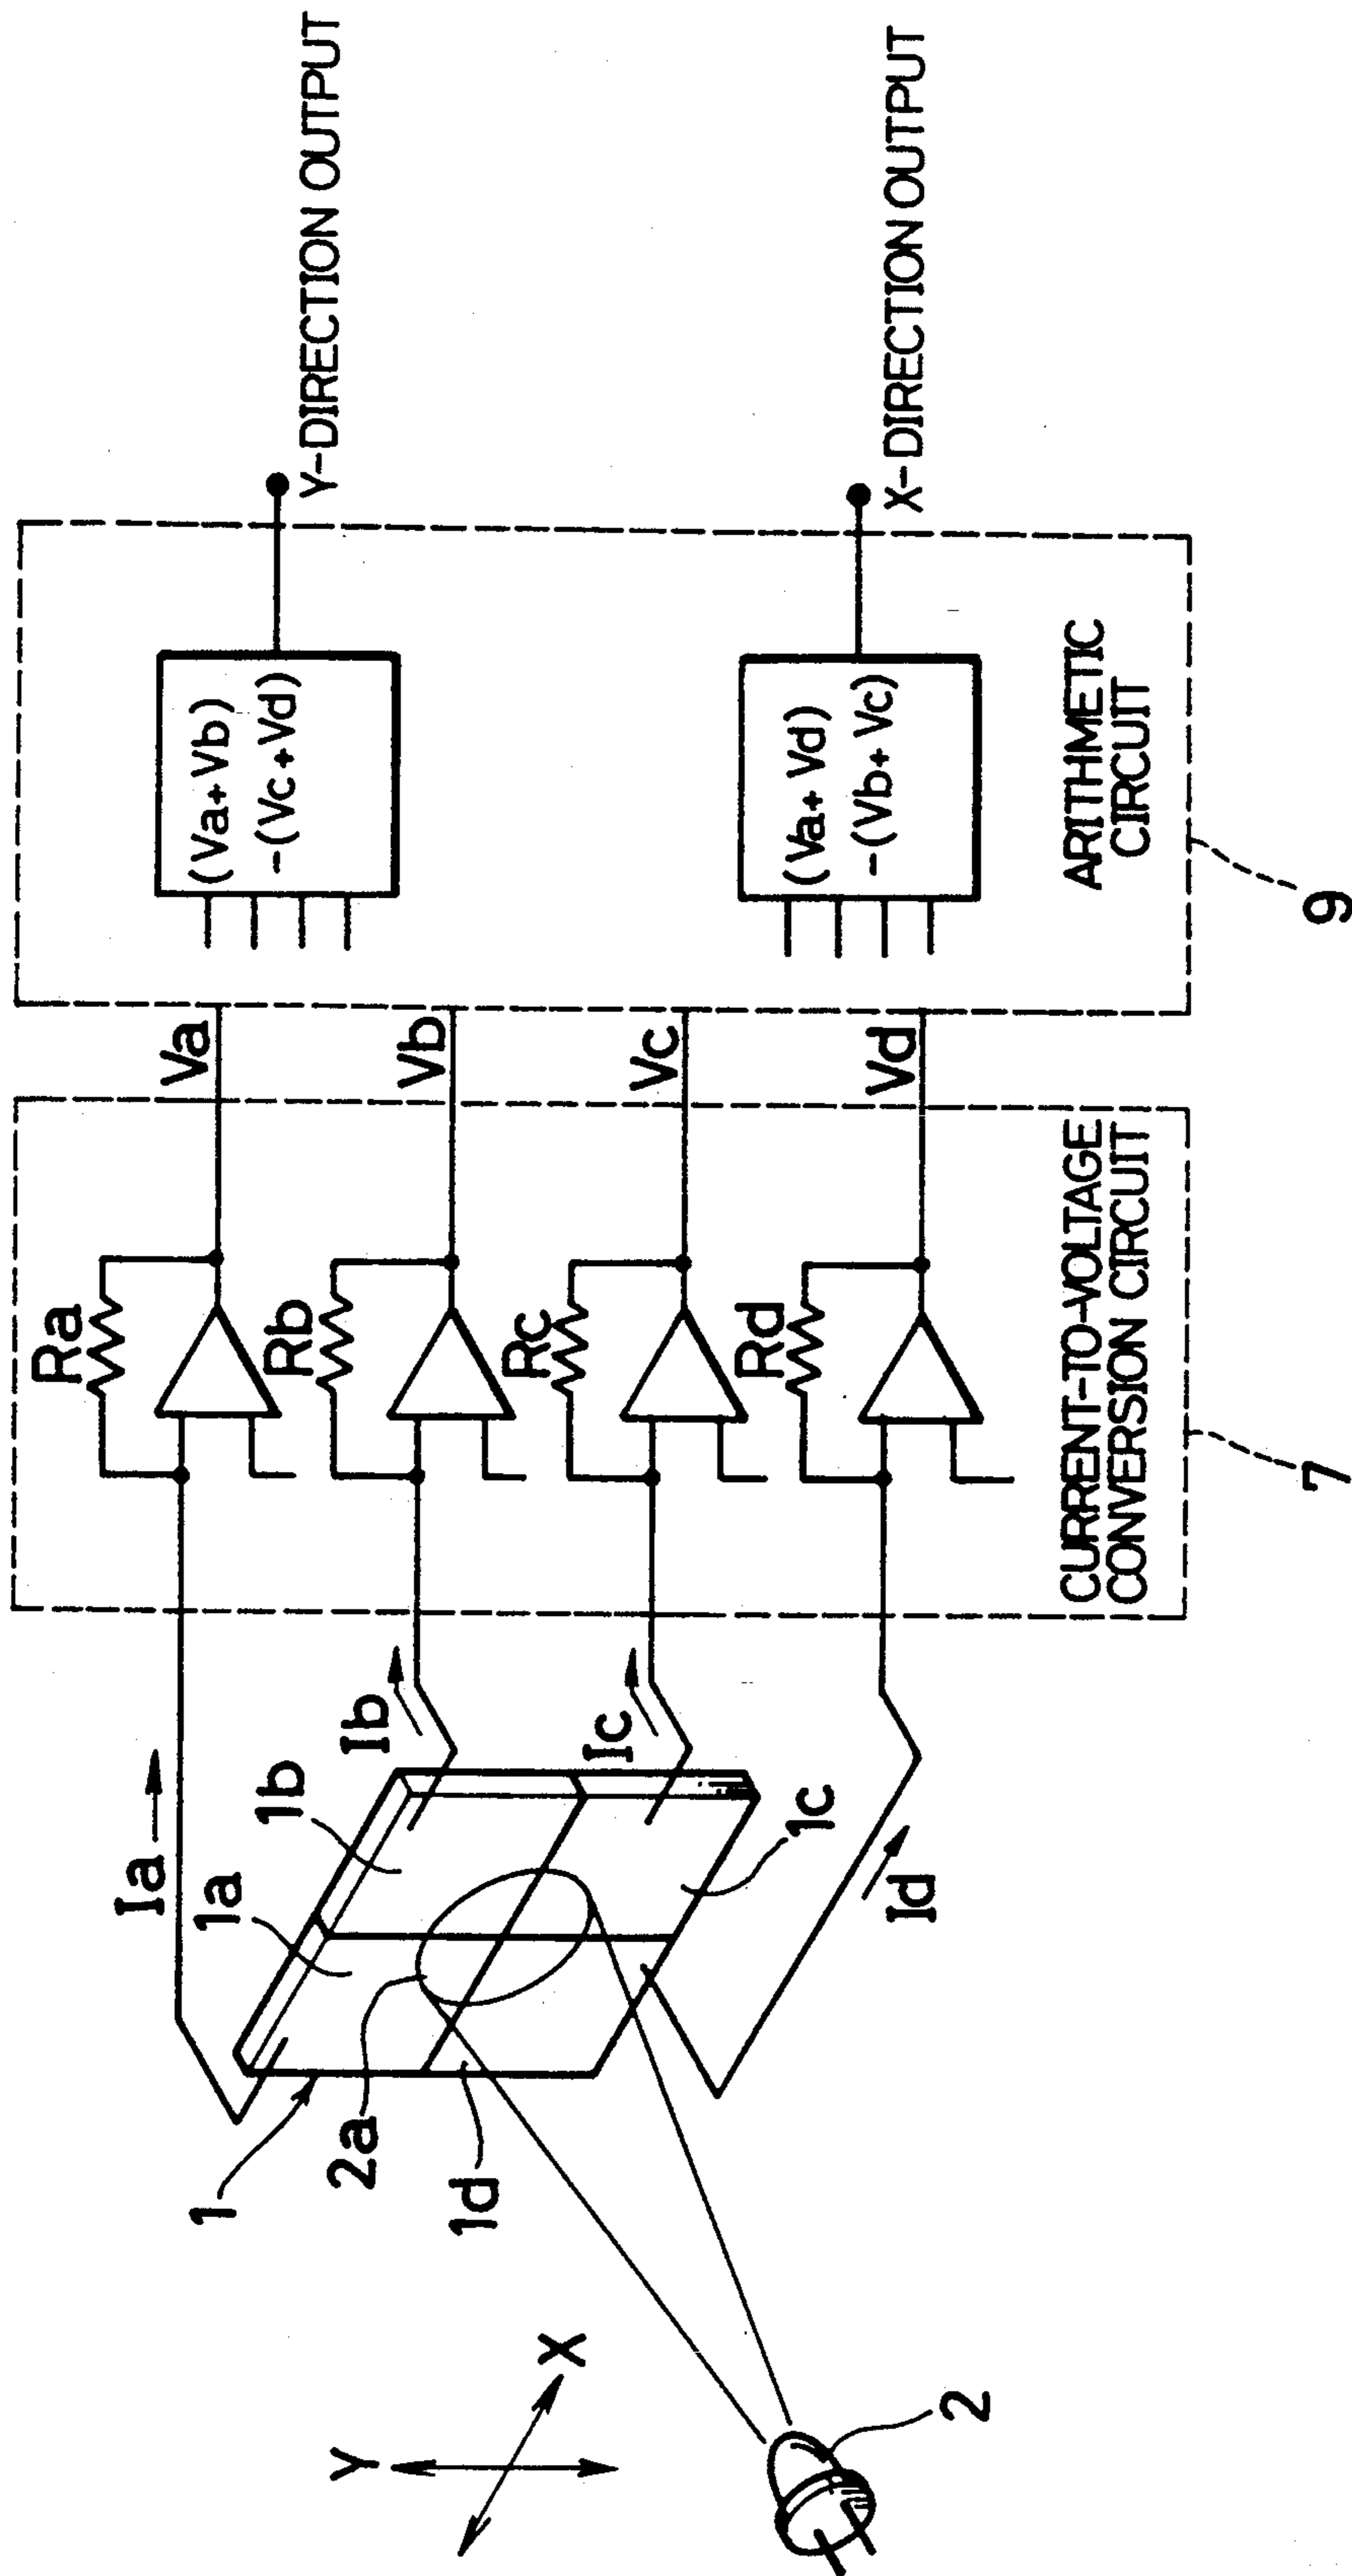 Y
X
2
1
2a
1d
1a
1b
1c
Ia
Ib
Ic
Id
Ra
Rb
Rc
Rd
CURRENT-TO-VOLTAGE
CONVERSION CIRCUIT
7
Va
Vb
Vc
Vd
(Va+Vb)
-(Vc+Vd)
(Va+Vd)
-(Vb+Vc)
ARITHMETIC
CIRCUIT
9
Y-DIRECTION OUTPUT
X-DIRECTION OUTPUT